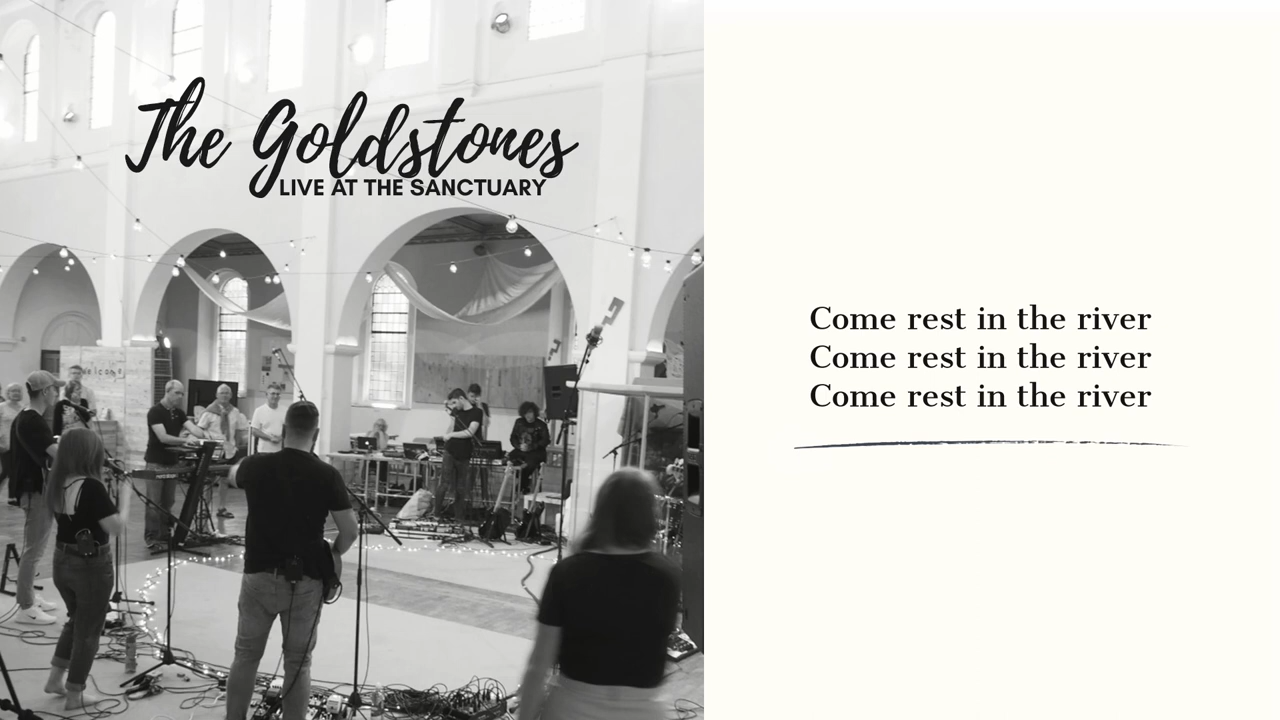 The Goldstones
LIVE AT THE SANCTUARY
Welcome
Come rest in the river
Come rest in the river
Come rest in the river